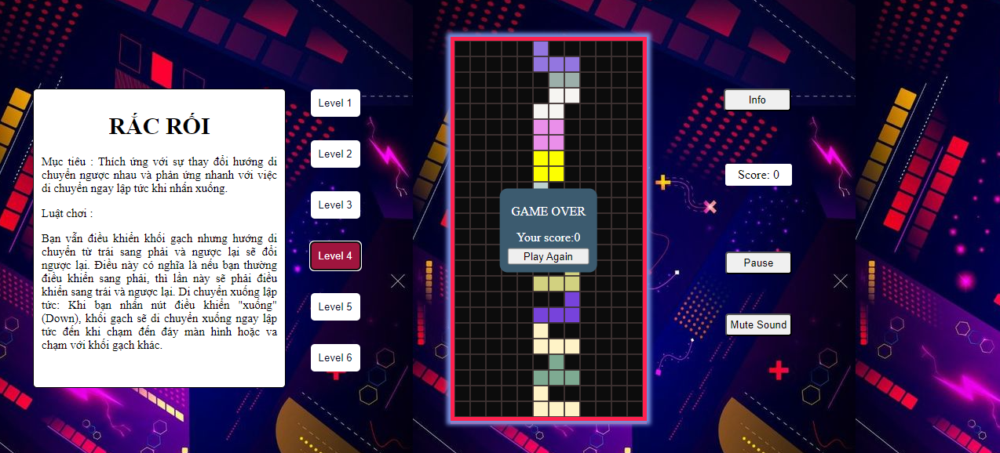 RẮC RỐI
Mục tiêu : Thích ứng với sự thay đổi hướng di
chuyển ngược nhau và phản ứng nhanh với việc
di chuyển ngay lập tức khi nhấn xuống.
Luật chơi :
Bạn vẫn điều khiển khối gạch nhưng hướng di
chuyển từ trái sang phải và ngược lại sẽ đổi
ngược lại. Điều này có nghĩa là nếu bạn thường
điều khiển sang phải, thì lần này sẽ phải điều
khiển sang trái và ngược lại. Di chuyển xuống lập
tức: Khi bạn nhấn nút điều khiển "xuống"
(Down), khối gạch sẽ di chuyển xuống ngay lập
tức đến khi chạm đến đáy màn hình hoặc va
chạm với khối gạch khác.
Level 1
Level 2
Level 3
Level 4
Level 5
Level 6
GAME OVER
Your score:0
Play Again
Info
Score: 0
Pause
Mute Sound